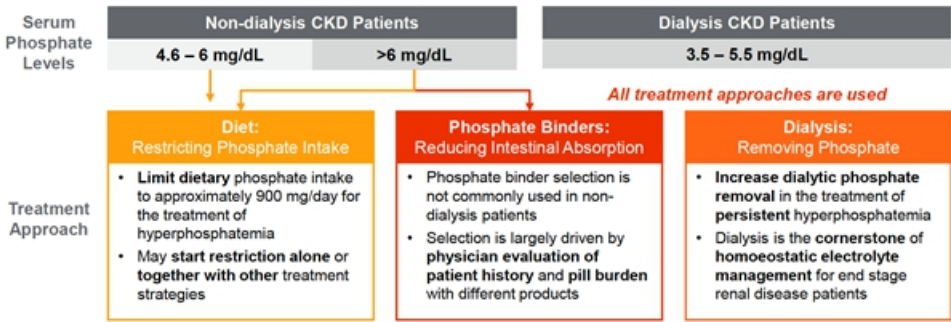 Serum
Phosphate
Levels
Non-dialysis CKD Patients
Dialysis CKD Patients
4.6 – 6 mg/dL
>6 mg/dL
3.5 – 5.5 mg/dL
All treatment approaches are used
Treatment
Approach
Diet:
Restricting Phosphate Intake
• Limit dietary phosphate intake
to approximately 900 mg/day for
the treatment of
hyperphosphatemia
• May start restriction alone or
together with other treatment
strategies
Phosphate Binders:
Reducing Intestinal Absorption
• Phosphate binder selection is
not commonly used in non-
dialysis patients
• Selection is largely driven by
physician evaluation of
patient history and pill burden
with different products
Dialysis:
Removing Phosphate
• Increase dialytic phosphate
removal in the treatment of
persistent hyperphosphatemia
• Dialysis is the cornerstone of
homoeostatic electrolyte
management for end stage
renal disease patients